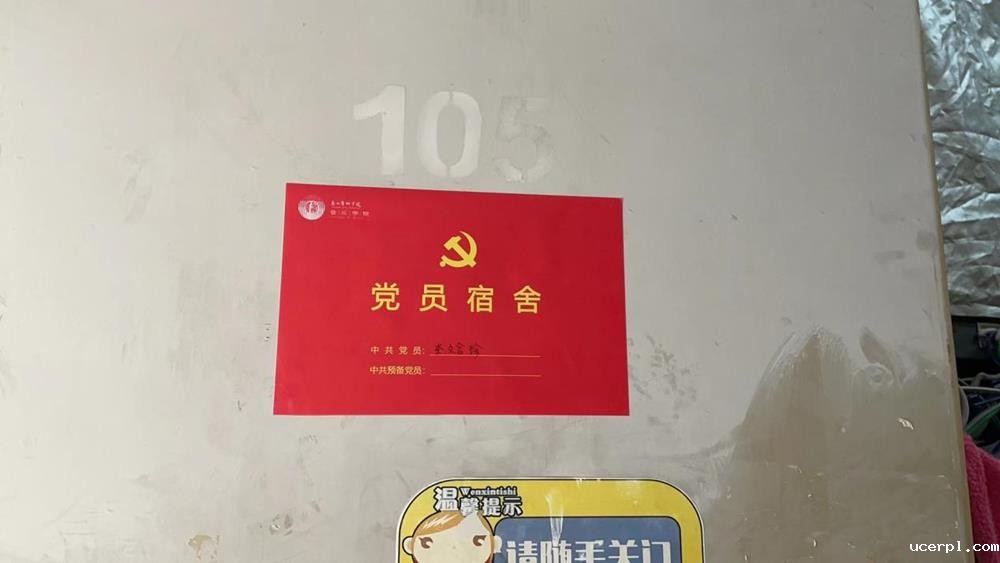 105
党员宿舍
中共党员：
中共预备党员：
Wenxintishi
温馨提示
请随手关门
ucerpl.com